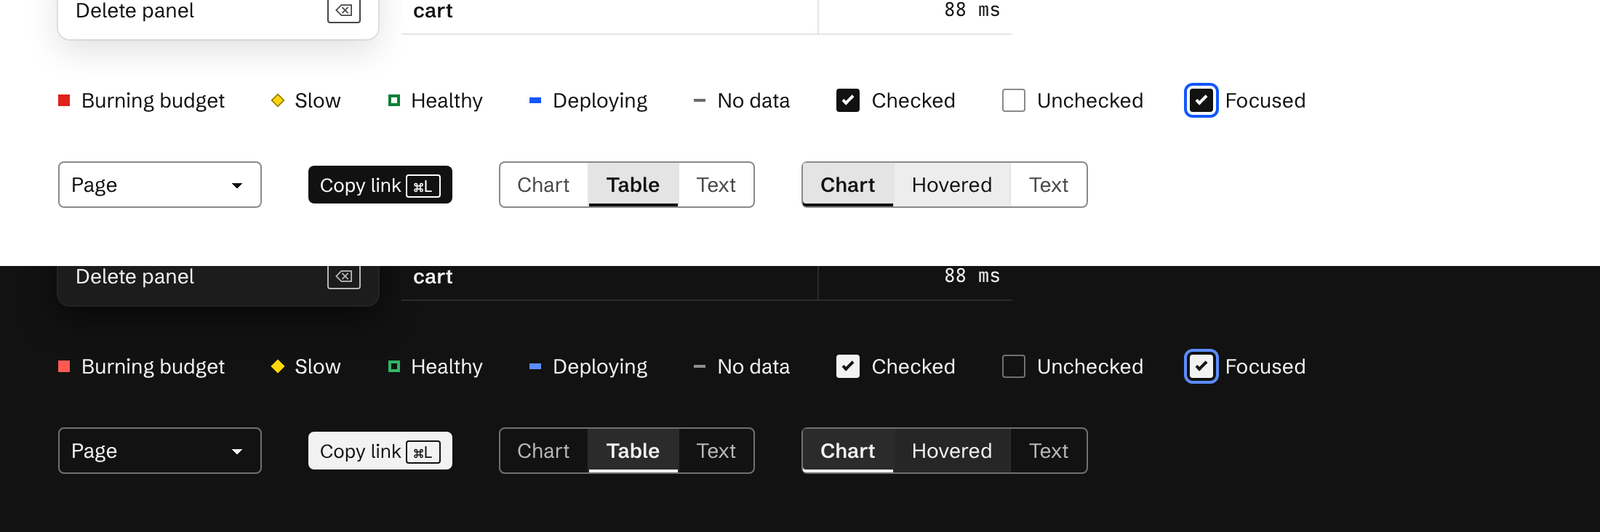 Delete panel ⌫ cart 88 ms
Burning budget Slow Healthy Deploying No data Checked Unchecked Focused
Page Copy link ⌘L Chart Table Text Chart Hovered Text
Delete panel ⌫ cart 88 ms
Burning budget Slow Healthy Deploying No data Checked Unchecked Focused
Page Copy link ⌘L Chart Table Text Chart Hovered Text